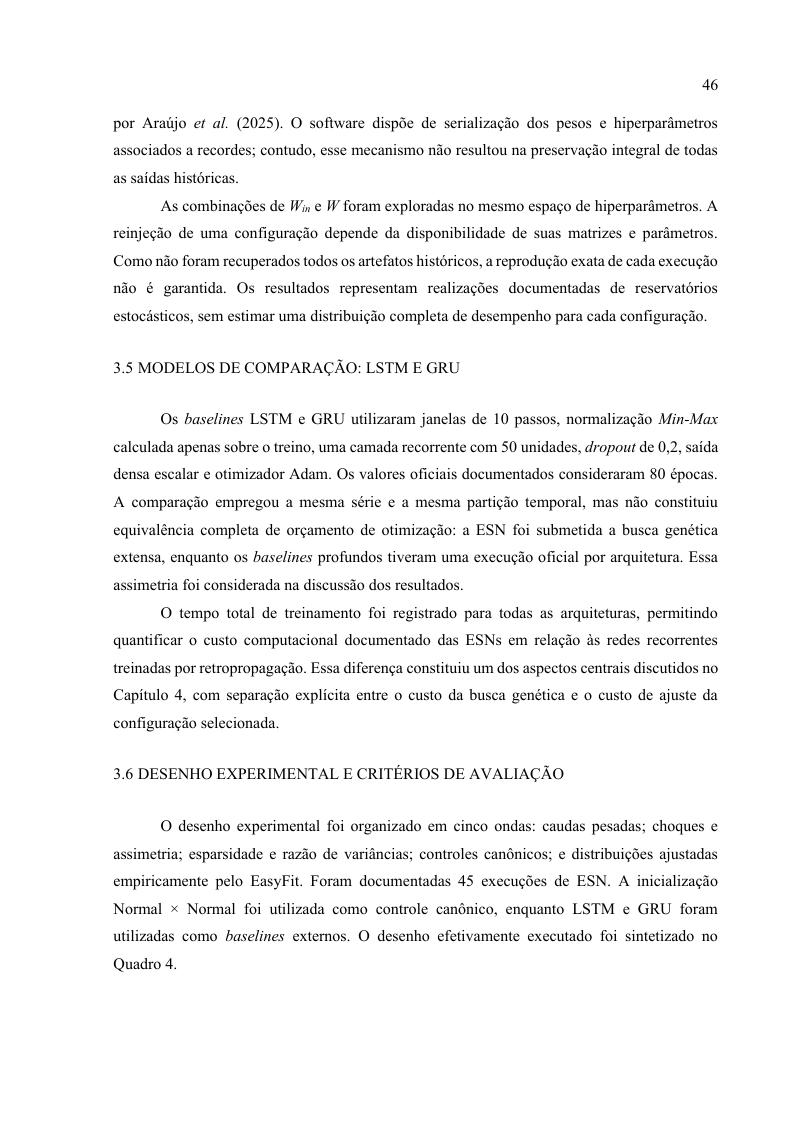 46
por Araújo et al. (2025). O software dispõe de serialização dos pesos e hiperparâmetros
associados a recordes; contudo, esse mecanismo não resultou na preservação integral de todas
as saídas históricas.
As combinações de Win e W foram exploradas no mesmo espaço de hiperparâmetros. A
reinjeção de uma configuração depende da disponibilidade de suas matrizes e parâmetros.
Como não foram recuperados todos os artefatos históricos, a reprodução exata de cada execução
não é garantida. Os resultados representam realizações documentadas de reservatórios
estocásticos, sem estimar uma distribuição completa de desempenho para cada configuração.
3.5 MODELOS DE COMPARAÇÃO: LSTM E GRU
Os baselines LSTM e GRU utilizaram janelas de 10 passos, normalização Min-Max
calculada apenas sobre o treino, uma camada recorrente com 50 unidades, dropout de 0,2, saída
densa escalar e otimizador Adam. Os valores oficiais documentados consideraram 80 épocas.
A comparação empregou a mesma série e a mesma partição temporal, mas não constituiu
equivalência completa de orçamento de otimização: a ESN foi submetida a busca genética
extensa, enquanto os baselines profundos tiveram uma execução oficial por arquitetura. Essa
assimetria foi considerada na discussão dos resultados.
O tempo total de treinamento foi registrado para todas as arquiteturas, permitindo
quantificar o custo computacional documentado das ESNs em relação às redes recorrentes
treinadas por retropropagação. Essa diferença constituiu um dos aspectos centrais discutidos no
Capítulo 4, com separação explícita entre o custo da busca genética e o custo de ajuste da
configuração selecionada.
3.6 DESENHO EXPERIMENTAL E CRITÉRIOS DE AVALIAÇÃO
O desenho experimental foi organizado em cinco ondas: caudas pesadas; choques e
assimetria; esparsidade e razão de variâncias; controles canônicos; e distribuições ajustadas
empiricamente pelo EasyFit. Foram documentadas 45 execuções de ESN. A inicialização
Normal × Normal foi utilizada como controle canônico, enquanto LSTM e GRU foram
utilizadas como baselines externos. O desenho efetivamente executado foi sintetizado no
Quadro 4.